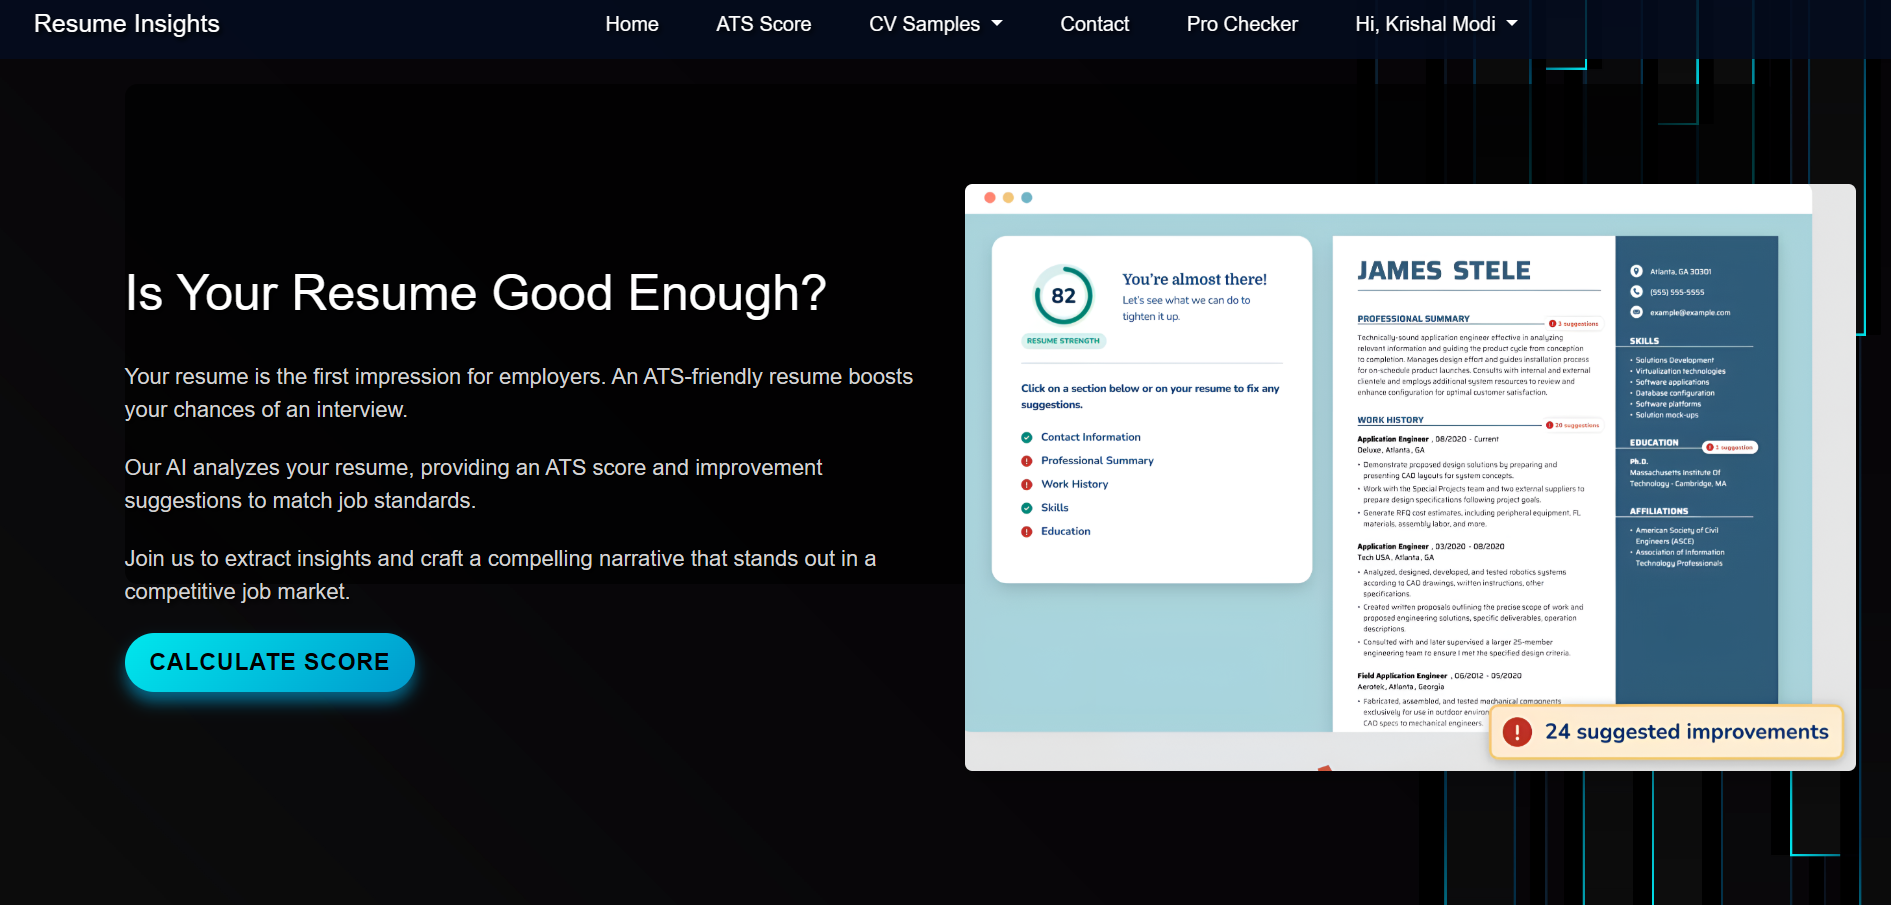 Resume Insights
Home
ATS Score
CV Samples
Contact
Pro Checker
Hi, Krishal Modi
Is Your Resume Good Enough?
Your resume is the first impression for employers. An ATS-friendly resume boosts
your chances of an interview.
Our AI analyzes your resume, providing an ATS score and improvement
suggestions to match job standards.
Join us to extract insights and craft a compelling narrative that stands out in a
competitive job market.
CALCULATE SCORE
82
RESUME STRENGTH
You're almost there!
Let's see what we can do to
tighten it up.
Click on a section below or on your resume to fix any
suggestions.
Contact Information
Professional Summary
Work History
Skills
Education
JAMES STELE
PROFESSIONAL SUMMARY
3 suggestions
Technically-sound application engineer effective in analyzing
relevant information and guiding the product cycle from conception
to completion. Manages design effort and guides installation process
for on-schedule product launches. Consults with internal and external
clientele and employs additional system resources to review and
enhance configuration for optimal customer satisfaction.
WORK HISTORY
20 suggestions
Application Engineer , 08/2020 - Current
Deluxe, Atlanta, GA
• Demonstrate proposed design solutions by preparing and
presenting CAD layouts for system concepts.
• Work with the Special Projects team and two external suppliers to
prepare design specifications following project goals.
• Generate RFQ cost estimates, including peripheral equipment, FL
materials, assembly labor, and more.
Application Engineer , 03/2020 - 08/2020
Tech USA, Atlanta, GA
• Analyzed, designed, developed, and tested robotics systems
according to CAD drawings, written instructions, other
specifications.
• Created written proposals outlining the precise scope of work and
proposed engineering solutions, specific deliverables, operation
descriptions.
• Consulted with and later supervised a larger 25-member
engineering team to ensure I met the specified design criteria.
Field Application Engineer , 06/2012 - 05/2020
Aerotek, Atlanta, Georgia
• Fabricated, assembled, and tested mechanical components
exclusively for use in outdoor environ
CAD specs to mechanical engineers.
Atlanta, GA 30301
(555) 555-5555
example@example.com
SKILLS
• Solutions Development
• Virtualization technologies
• Software applications
• Database configuration
• Software platforms
• Solution mock-ups
EDUCATION
1 suggestion
Ph.D.
Massachusetts Institute Of
Technology - Cambridge, MA
AFFILIATIONS
• American Society of Civil
Engineers (ASCE)
• Association of Information
Technology Professionals
24 suggested improvements